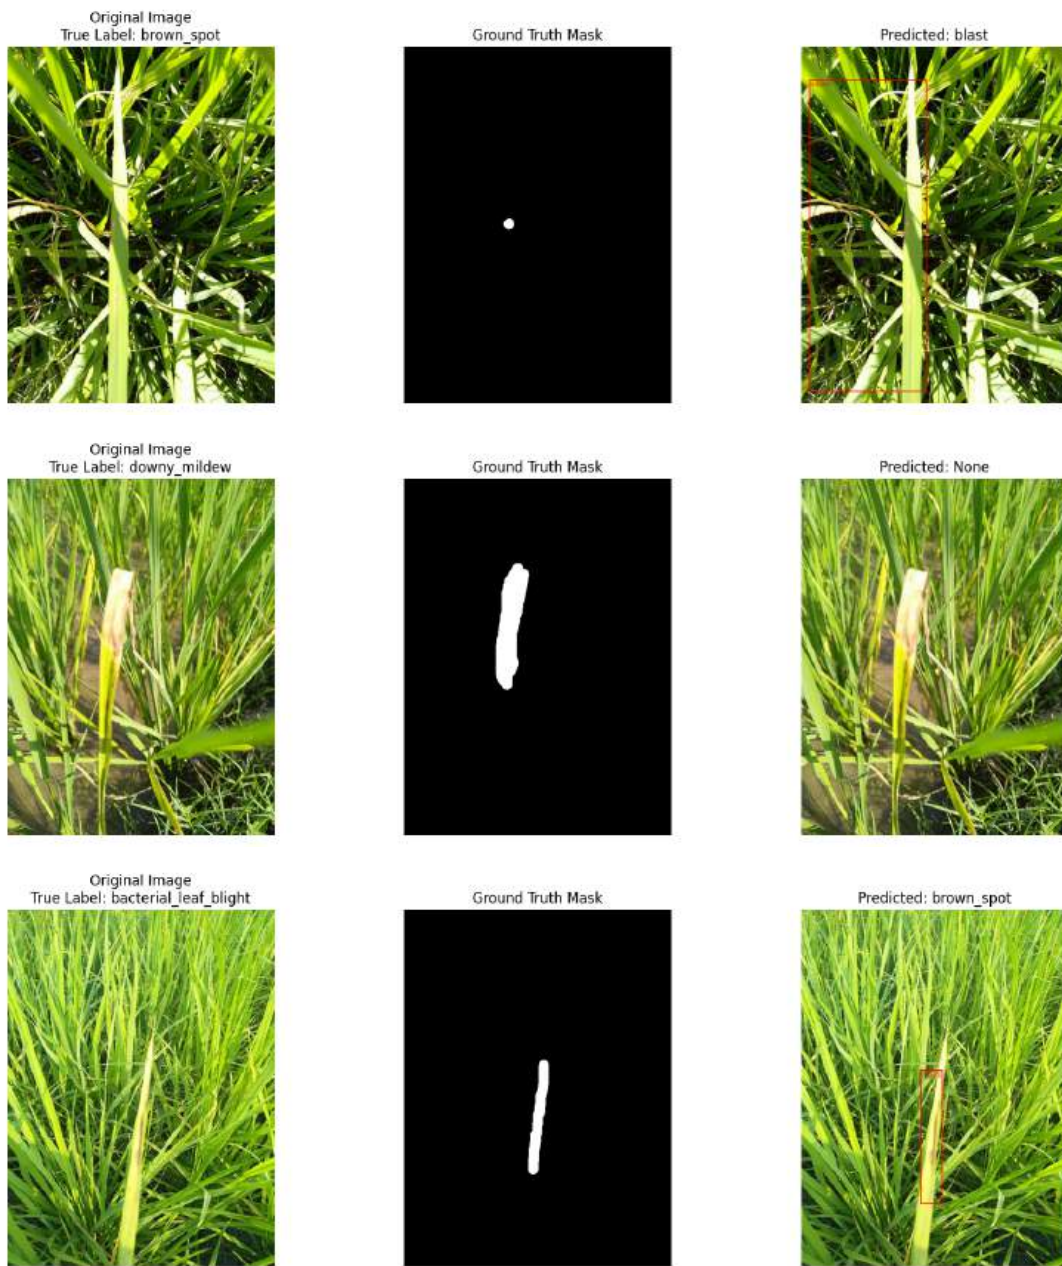 Original Image
True Label: brown_spot
Ground Truth Mask
Predicted: blast
Original Image
True Label: downy_mildew
Ground Truth Mask
Predicted: None
Original Image
True Label: bacterial_leaf_blight
Ground Truth Mask
Predicted: brown_spot